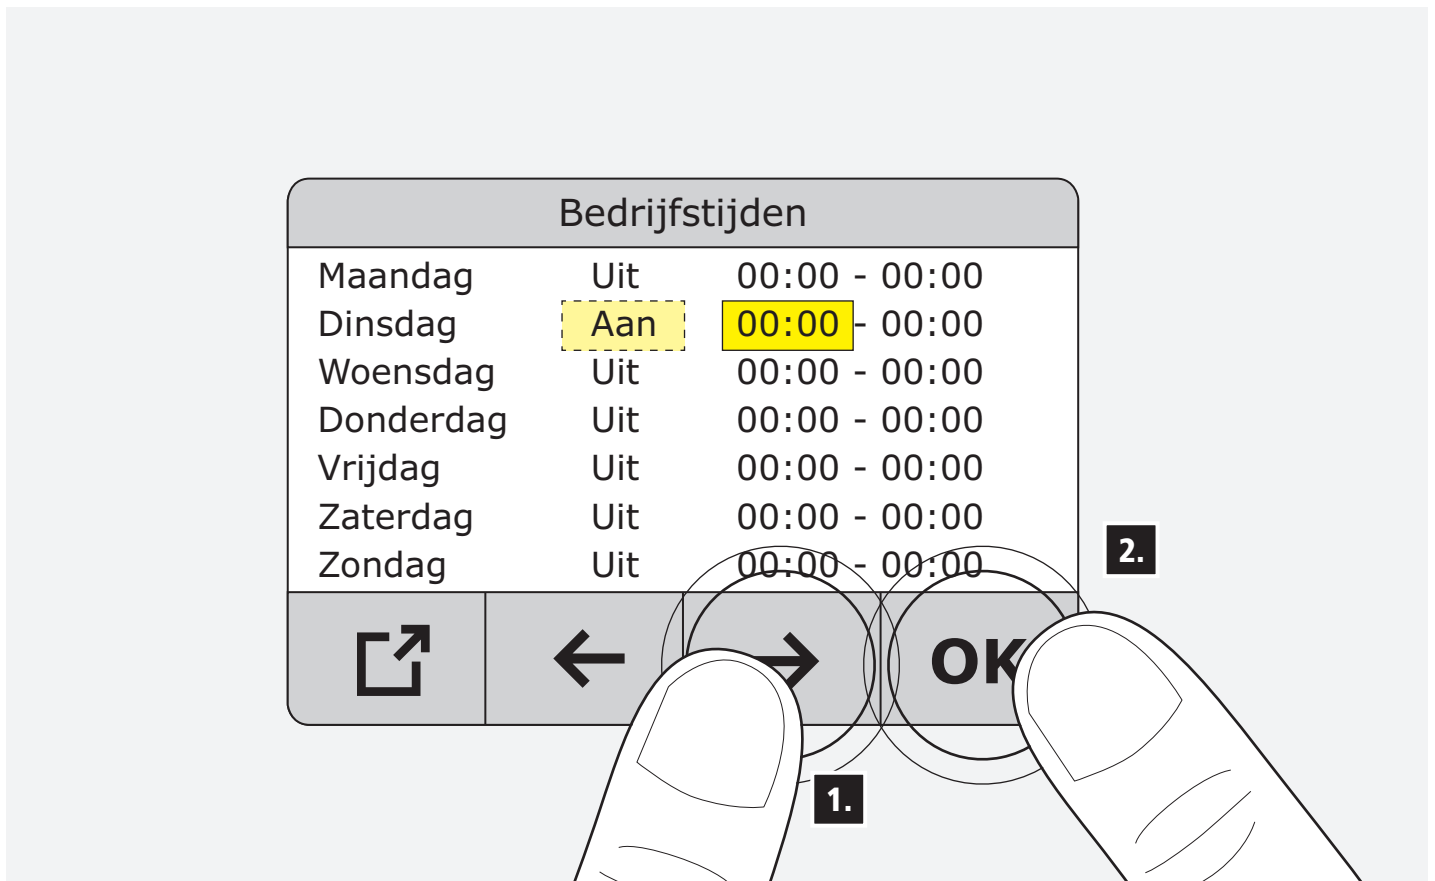 Bedrijfstijden
Maandag Uit 00:00 - 00:00
Dinsdag Aan 00:00 - 00:00
Woensdag Uit 00:00 - 00:00
Donderdag Uit 00:00 - 00:00
Vrijdag Uit 00:00 - 00:00
Zaterdag Uit 00:00 - 00:00
Zondag Uit 00:00 - 00:00
2.
OK
1.